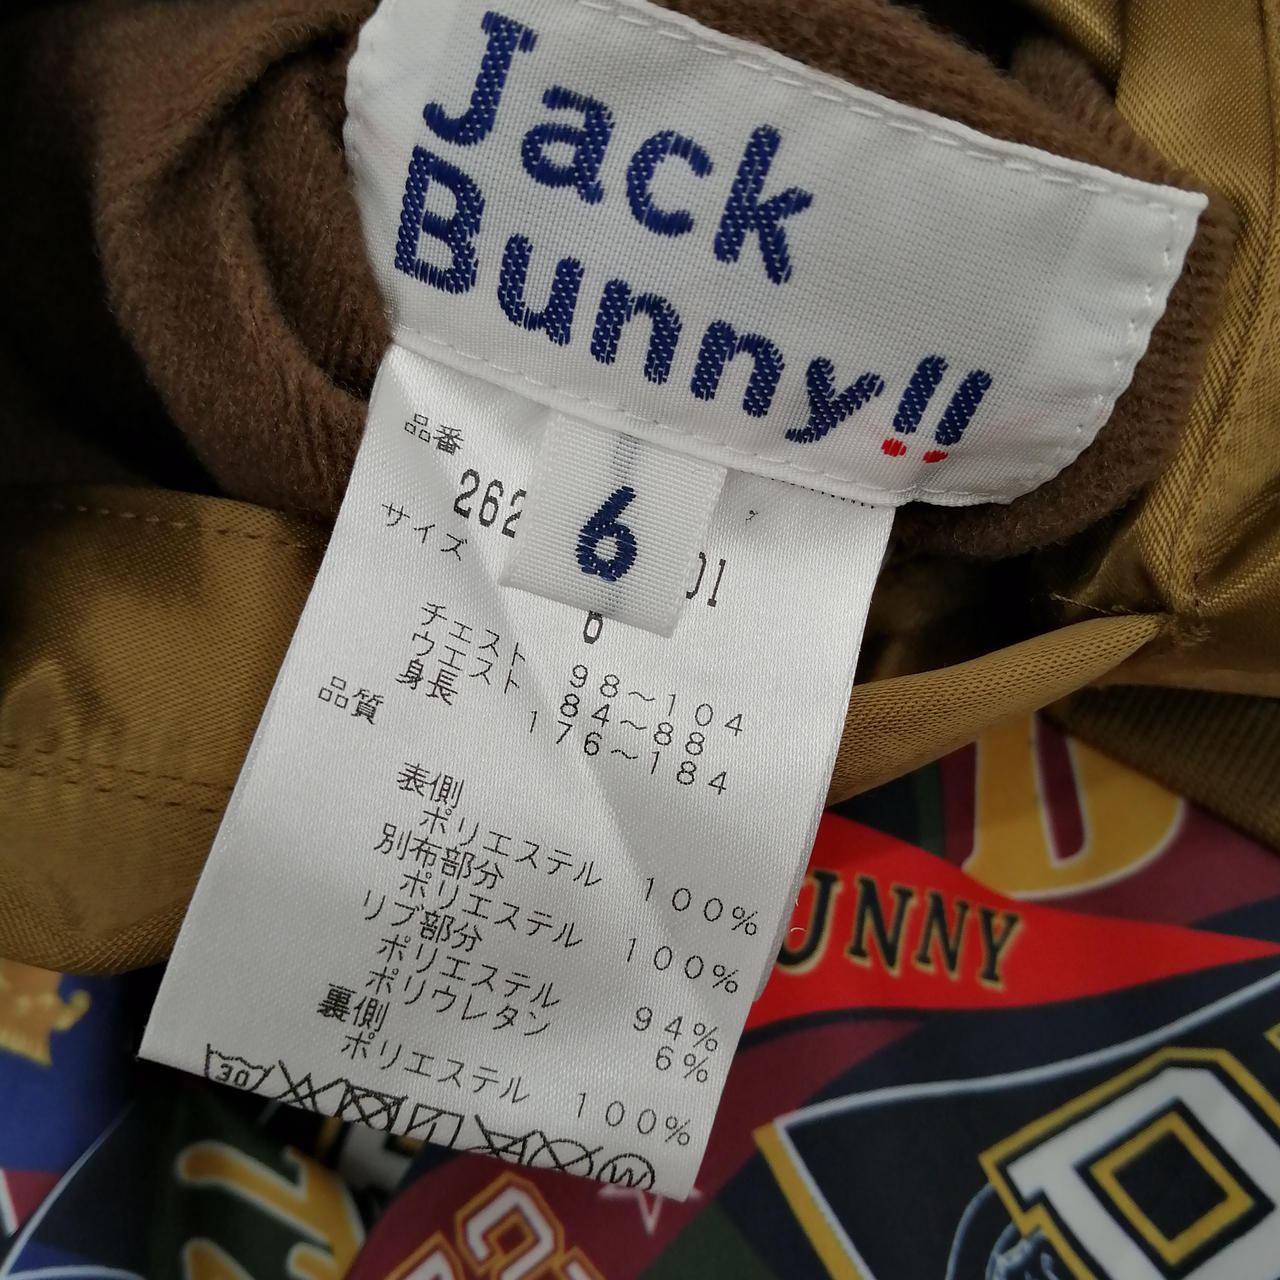 Jack
Bunny!!
6
品番
262
01
サイズ
6
チェスト 98～104
ウエスト 84～88
身長 176～184
品質
表側
ポリエステル 100%
別布部分
ポリエステル 100%
リブ部分
ポリエステル 94%
ポリウレタン 6%
裏側
ポリエステル 100%
30
W
UNNY